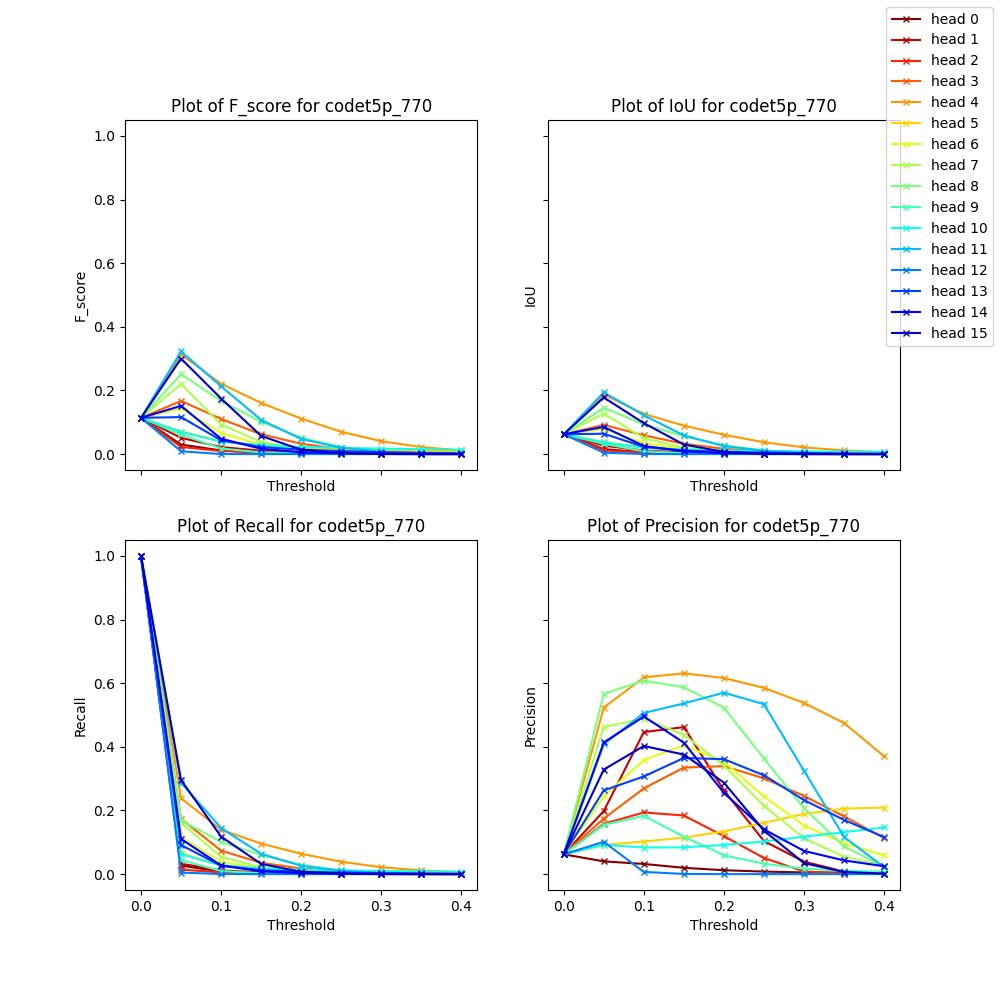 Plot of F_score for codet5p_770
1.0
0.8
0.6
0.4
0.2
0.0
F_score
Threshold
Plot of IoU for codet5p_770
IoU
Threshold
head 0
head 1
head 2
head 3
head 4
head 5
head 6
head 7
head 8
head 9
head 10
head 11
head 12
head 13
head 14
head 15
Plot of Recall for codet5p_770
1.0
0.8
0.6
0.4
0.2
0.0
Recall
0.0 0.1 0.2 0.3 0.4
Threshold
Plot of Precision for codet5p_770
Precision
0.0 0.1 0.2 0.3 0.4
Threshold